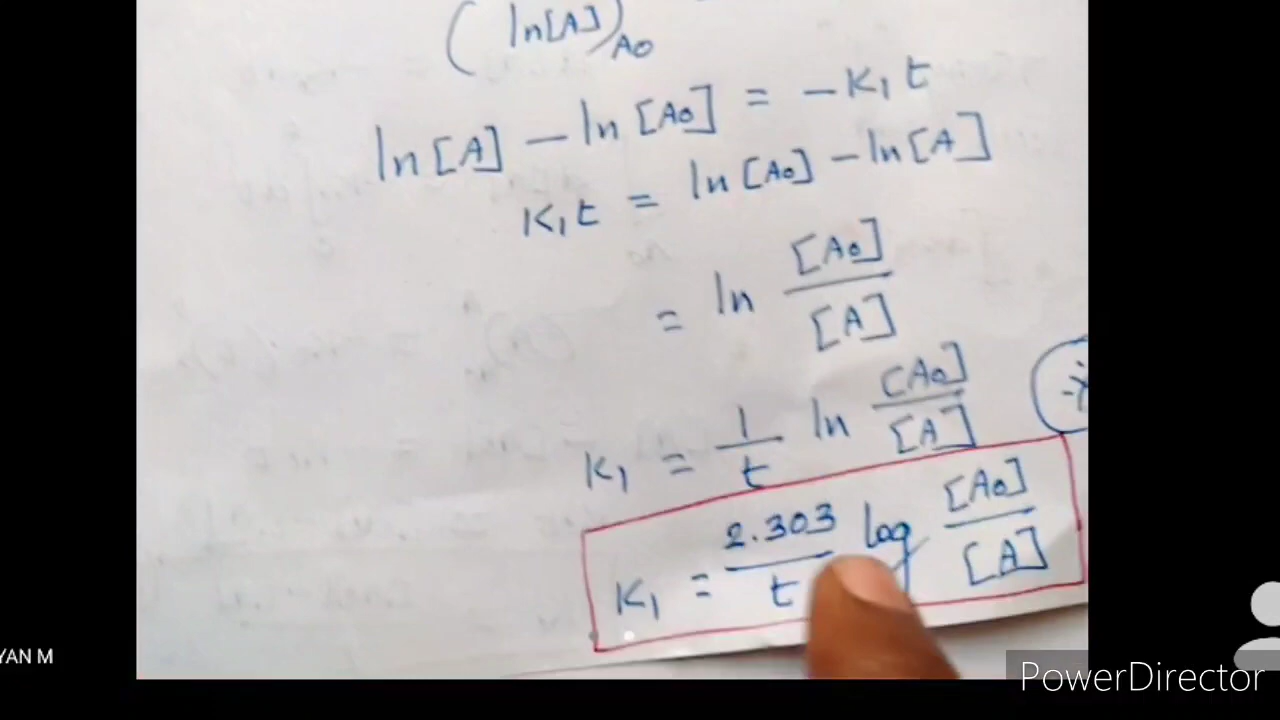 (ln[A])A0
ln[A] – ln[A0] = –K1t
K1t = ln[A0] – ln[A]
= ln [A0]/[A]
K1 = 1/t ln [A0]/[A]
K1 = 2.303/t log [A0]/[A]
YAN M
PowerDirector